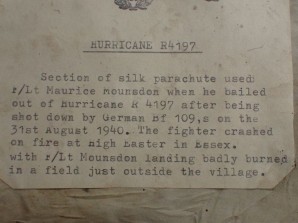 HURRICANE R4197
Section of silk parachute used
F/Lt Maurice Mounsdon when he bailed
out of Hurricane R 4197 after being
shot down by German Bf 109,s on the
31st August 1940. The fighter crashed
on fire at High Easter in Essex.
with F/Lt Mounsdon landing badly burned
in a field just outside the village.